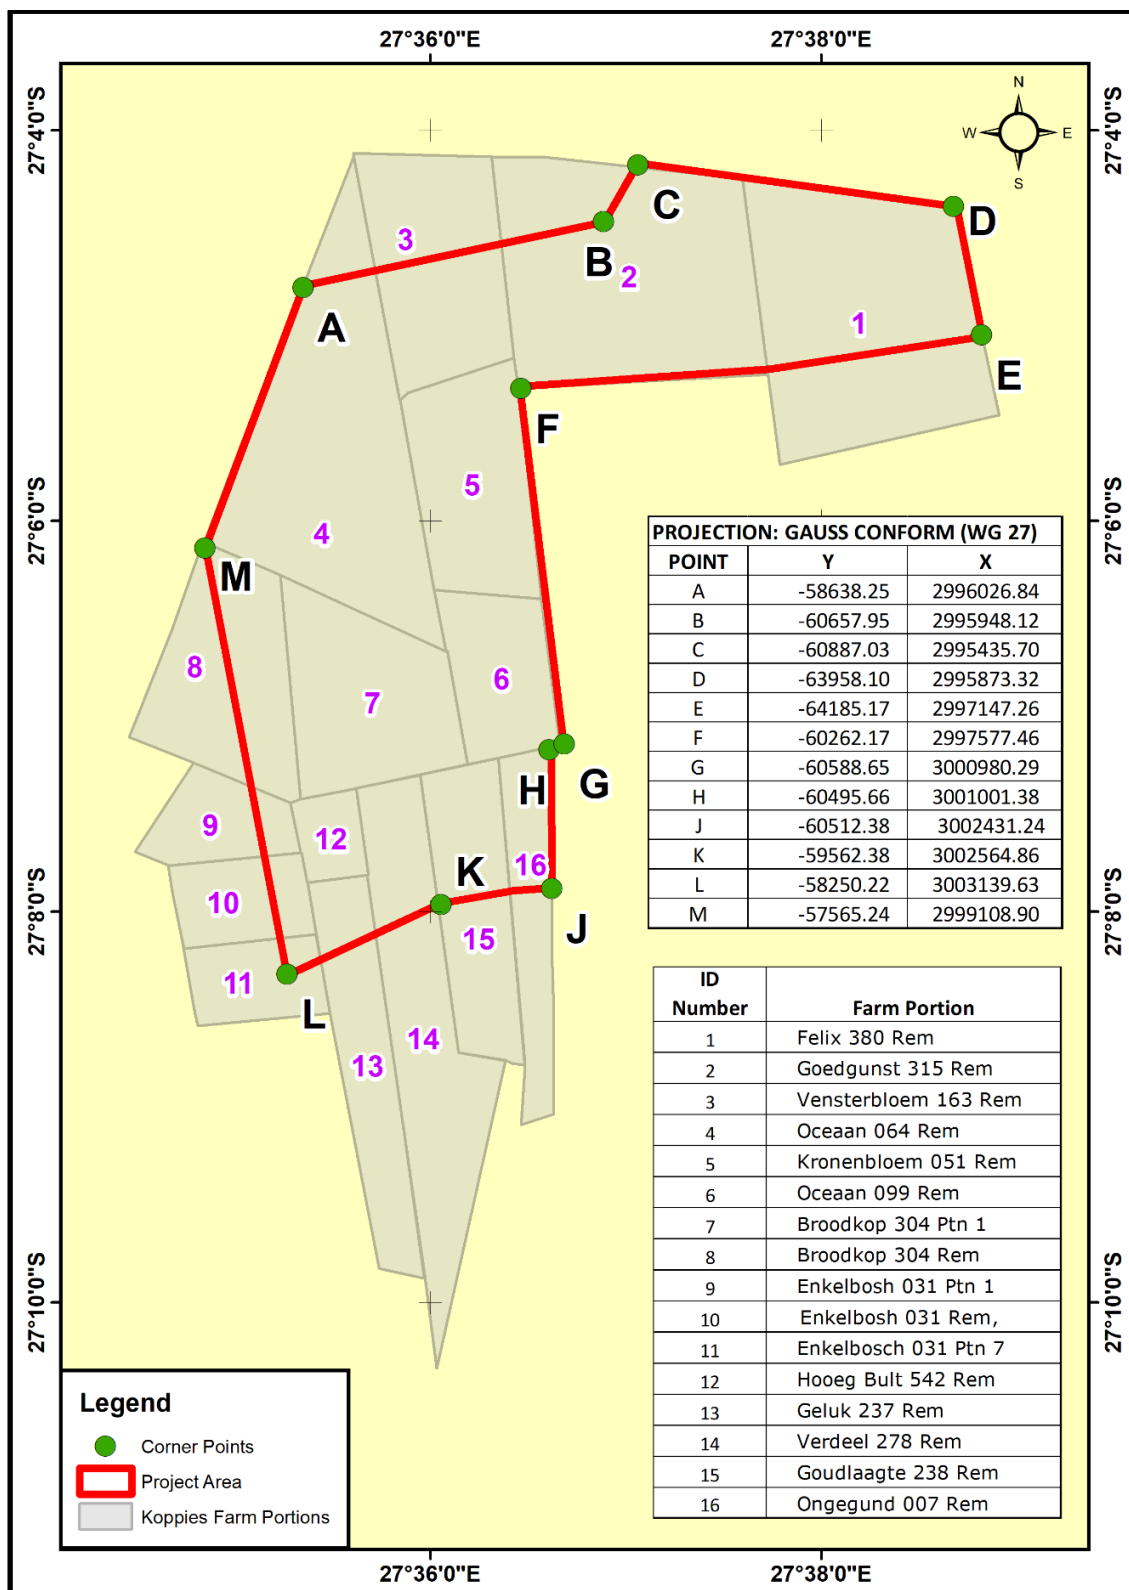 27°36'0"E 27°38'0"E
27°4'0"S 27°4'0"S
N
W E
S
C
D
3
B
2
A
1
E
F
5
27°6'0"S 27°6'0"S
4
M
8
6
7
H
G
9
12
16
K
10
27°8'0"S 27°8'0"S
J
15
11
L
14
13
27°10'0"S 27°10'0"S
PROJECTION: GAUSS CONFORM (WG 27)
POINT Y X
A -58638.25 2996026.84
B -60657.95 2995948.12
C -60887.03 2995435.70
D -63958.10 2995873.32
E -64185.17 2997147.26
F -60262.17 2997577.46
G -60588.65 3000980.29
H -60495.66 3001001.38
J -60512.38 3002431.24
K -59562.38 3002564.86
L -58250.22 3003139.63
M -57565.24 2999108.90
ID
Number Farm Portion
1 Felix 380 Rem
2 Goedgunst 315 Rem
3 Vensterbloem 163 Rem
4 Oceaan 064 Rem
5 Kronenbloem 051 Rem
6 Oceaan 099 Rem
7 Broodkop 304 Ptn 1
8 Broodkop 304 Rem
9 Enkelbosh 031 Ptn 1
10 Enkelbosh 031 Rem,
11 Enkelbosch 031 Ptn 7
12 Hooeg Bult 542 Rem
13 Geluk 237 Rem
14 Verdeel 278 Rem
15 Goudlaagte 238 Rem
16 Ongegund 007 Rem
Legend
Corner Points
Project Area
Koppies Farm Portions
27°36'0"E 27°38'0"E